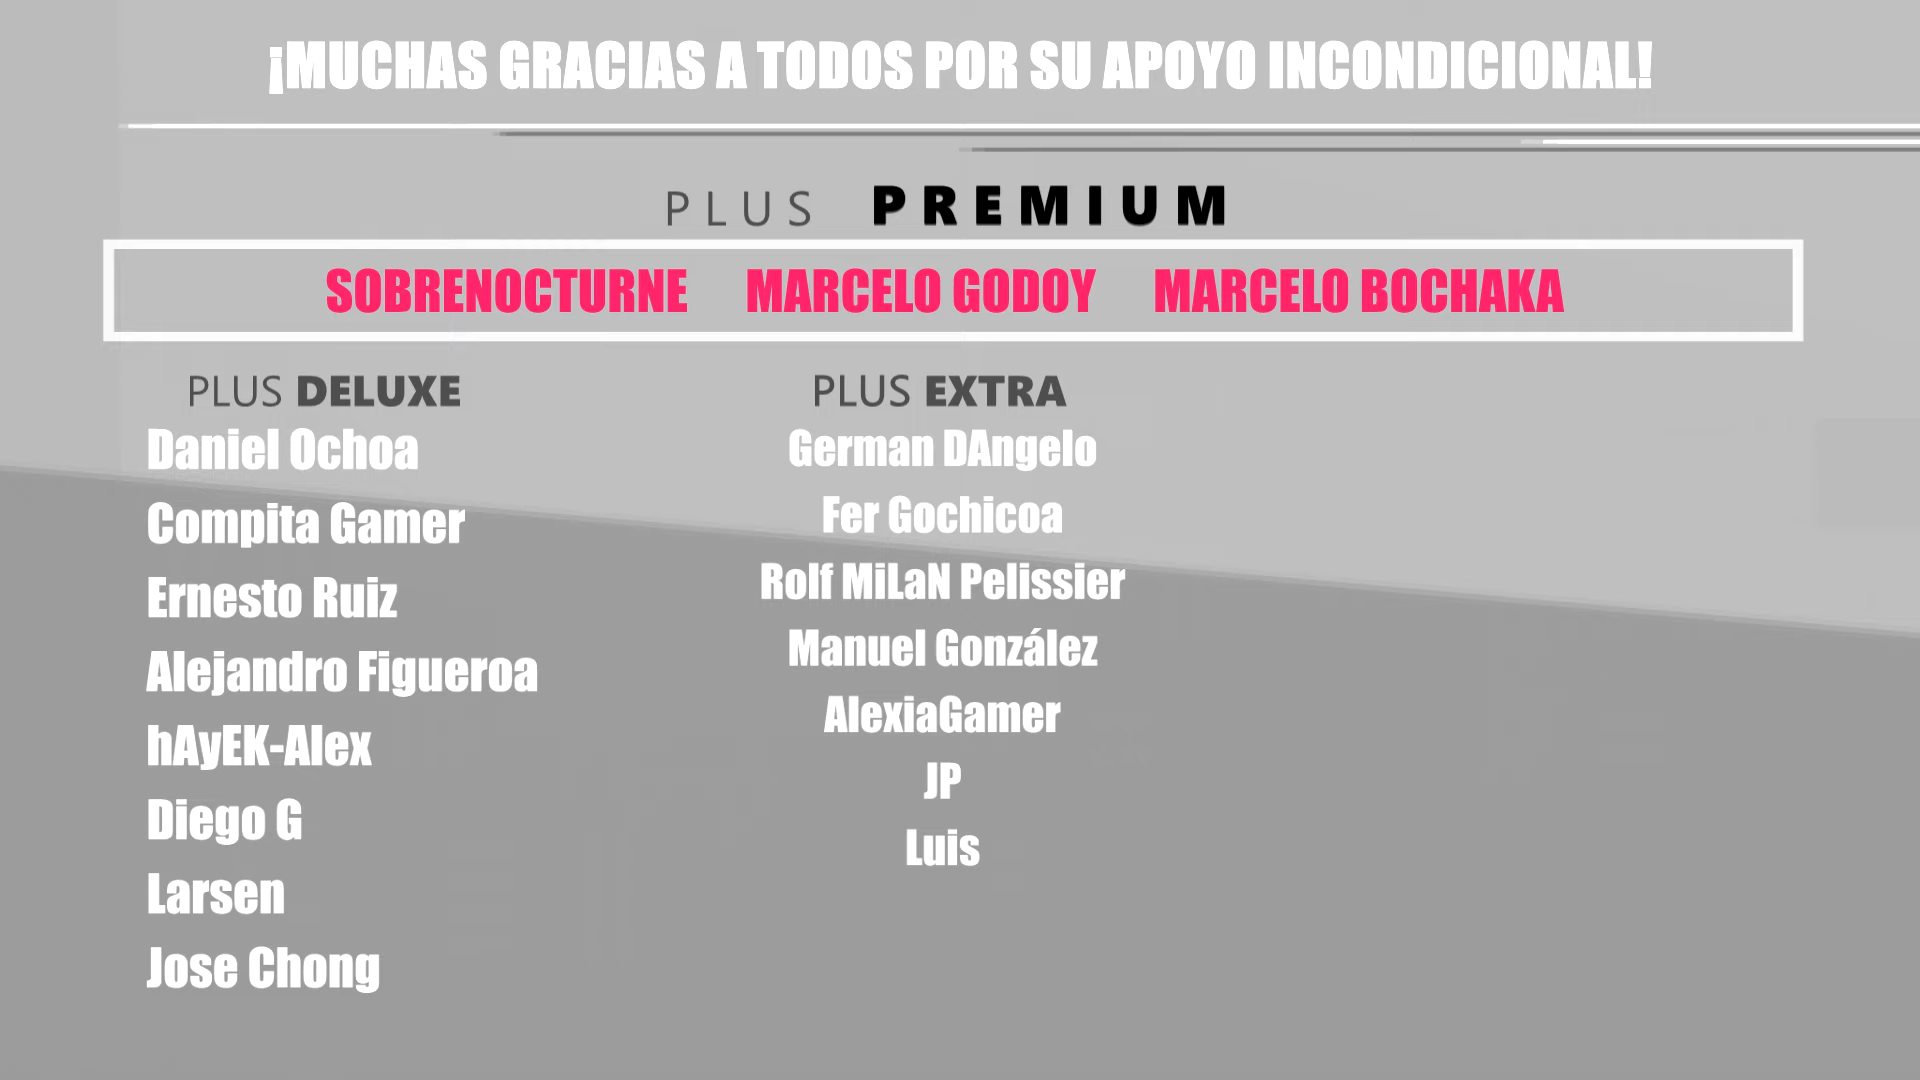 ¡MUCHAS GRACIAS A TODOS POR SU APOYO INCONDICIONAL!
PLUS PREMIUM
SOBRENOCTURNE MARCELO GODOY MARCELO BOCHAKA
PLUS DELUXE
Daniel Ochoa
Compita Gamer
Ernesto Ruiz
Alejandro Figueroa
hAyEK-Alex
Diego G
Larsen
Jose Chong
PLUS EXTRA
German DAngelo
Fer Gochicoa
Rolf MiLaN Pelissier
Manuel González
AlexiaGamer
JP
Luis